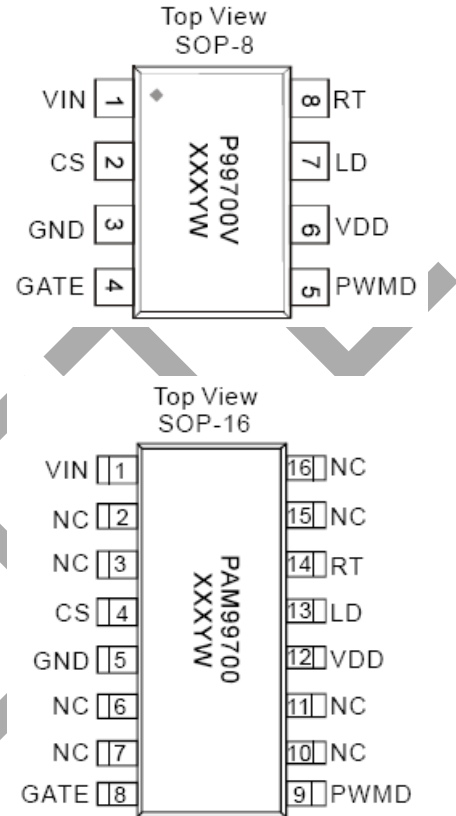 Top View
SOP-8
VIN 1 8 RT
CS 2 7 LD
GND 3 6 VDD
GATE 4 5 PWMD
P99700V
XXXYW
Top View
SOP-16
VIN 1 16 NC
NC 2 15 NC
NC 3 14 RT
CS 4 13 LD
GND 5 12 VDD
NC 6 11 NC
NC 7 10 NC
GATE 8 9 PWMD
PAM99700
XXXYW